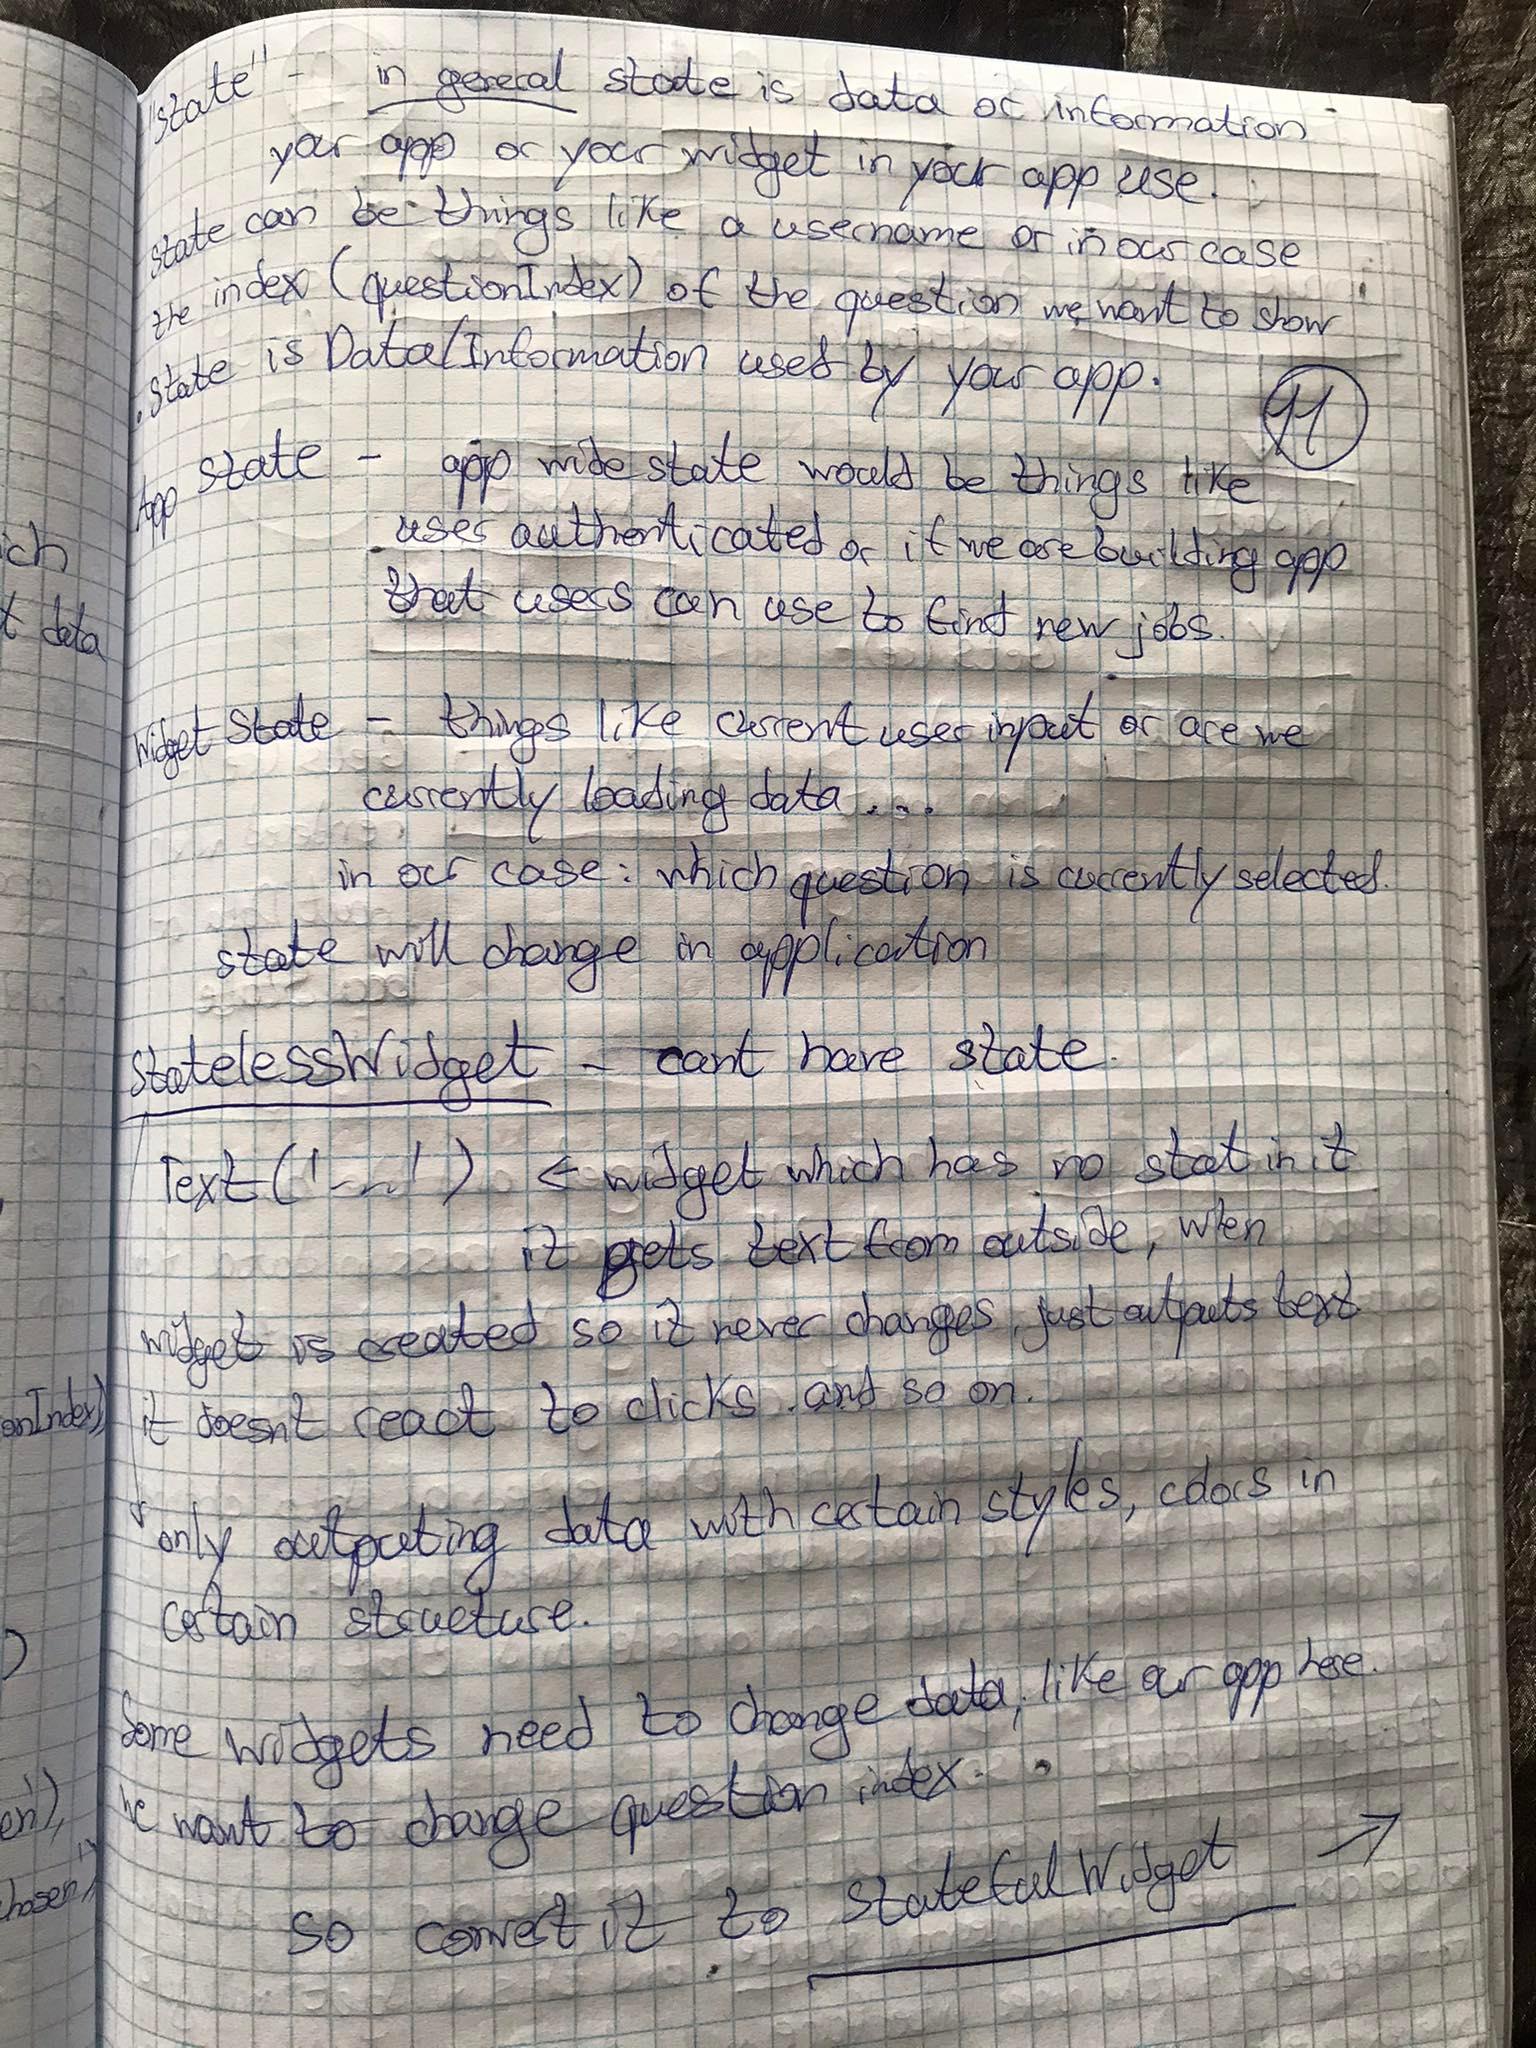 "state" - in general state is data or information
your app or your widget in your app use.
state can be things like a username or in our case
the index (questionIndex) of the question we want to show
. state is Data/Information used by your app.
11
App state - app wide state would be things like
user authenticated or if we are building app
that users can use to find new jobs.
Widget state - things like current user input or are we
currently loading data ...
in our case: which question is currently selected.
state will change in application
StatelessWidget - cant have state.
Text('---') ← widget which has no stat in it
it gets text from outside, wlen
widget is created so it never changes, just outputs text
it doesnt react to clicks and so on.
only outputing data with certain styles, colors in
certain structure.
Some widgets need to change data, like our app here.
we want to change question index.
so convert it to StatefulWidget →
ich
t data
onIndex)
)
en'),
hosen')